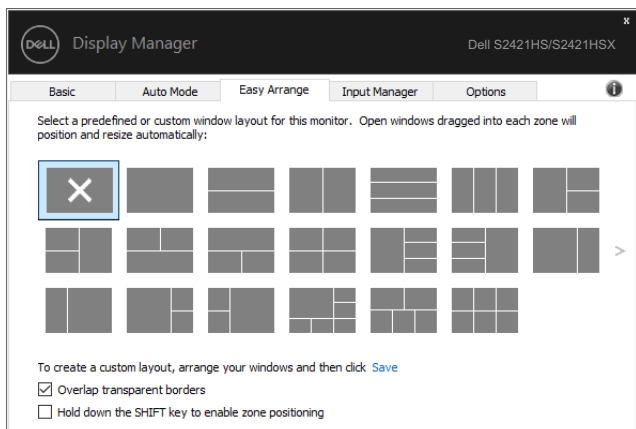 x
DELL
Display Manager
Dell S2421HS/S2421HSX
Basic
Auto Mode
Easy Arrange
Input Manager
Options
i
Select a predefined or custom window layout for this monitor. Open windows dragged into each zone will
position and resize automatically:
>
To create a custom layout, arrange your windows and then click Save
Overlap transparent borders
Hold down the SHIFT key to enable zone positioning